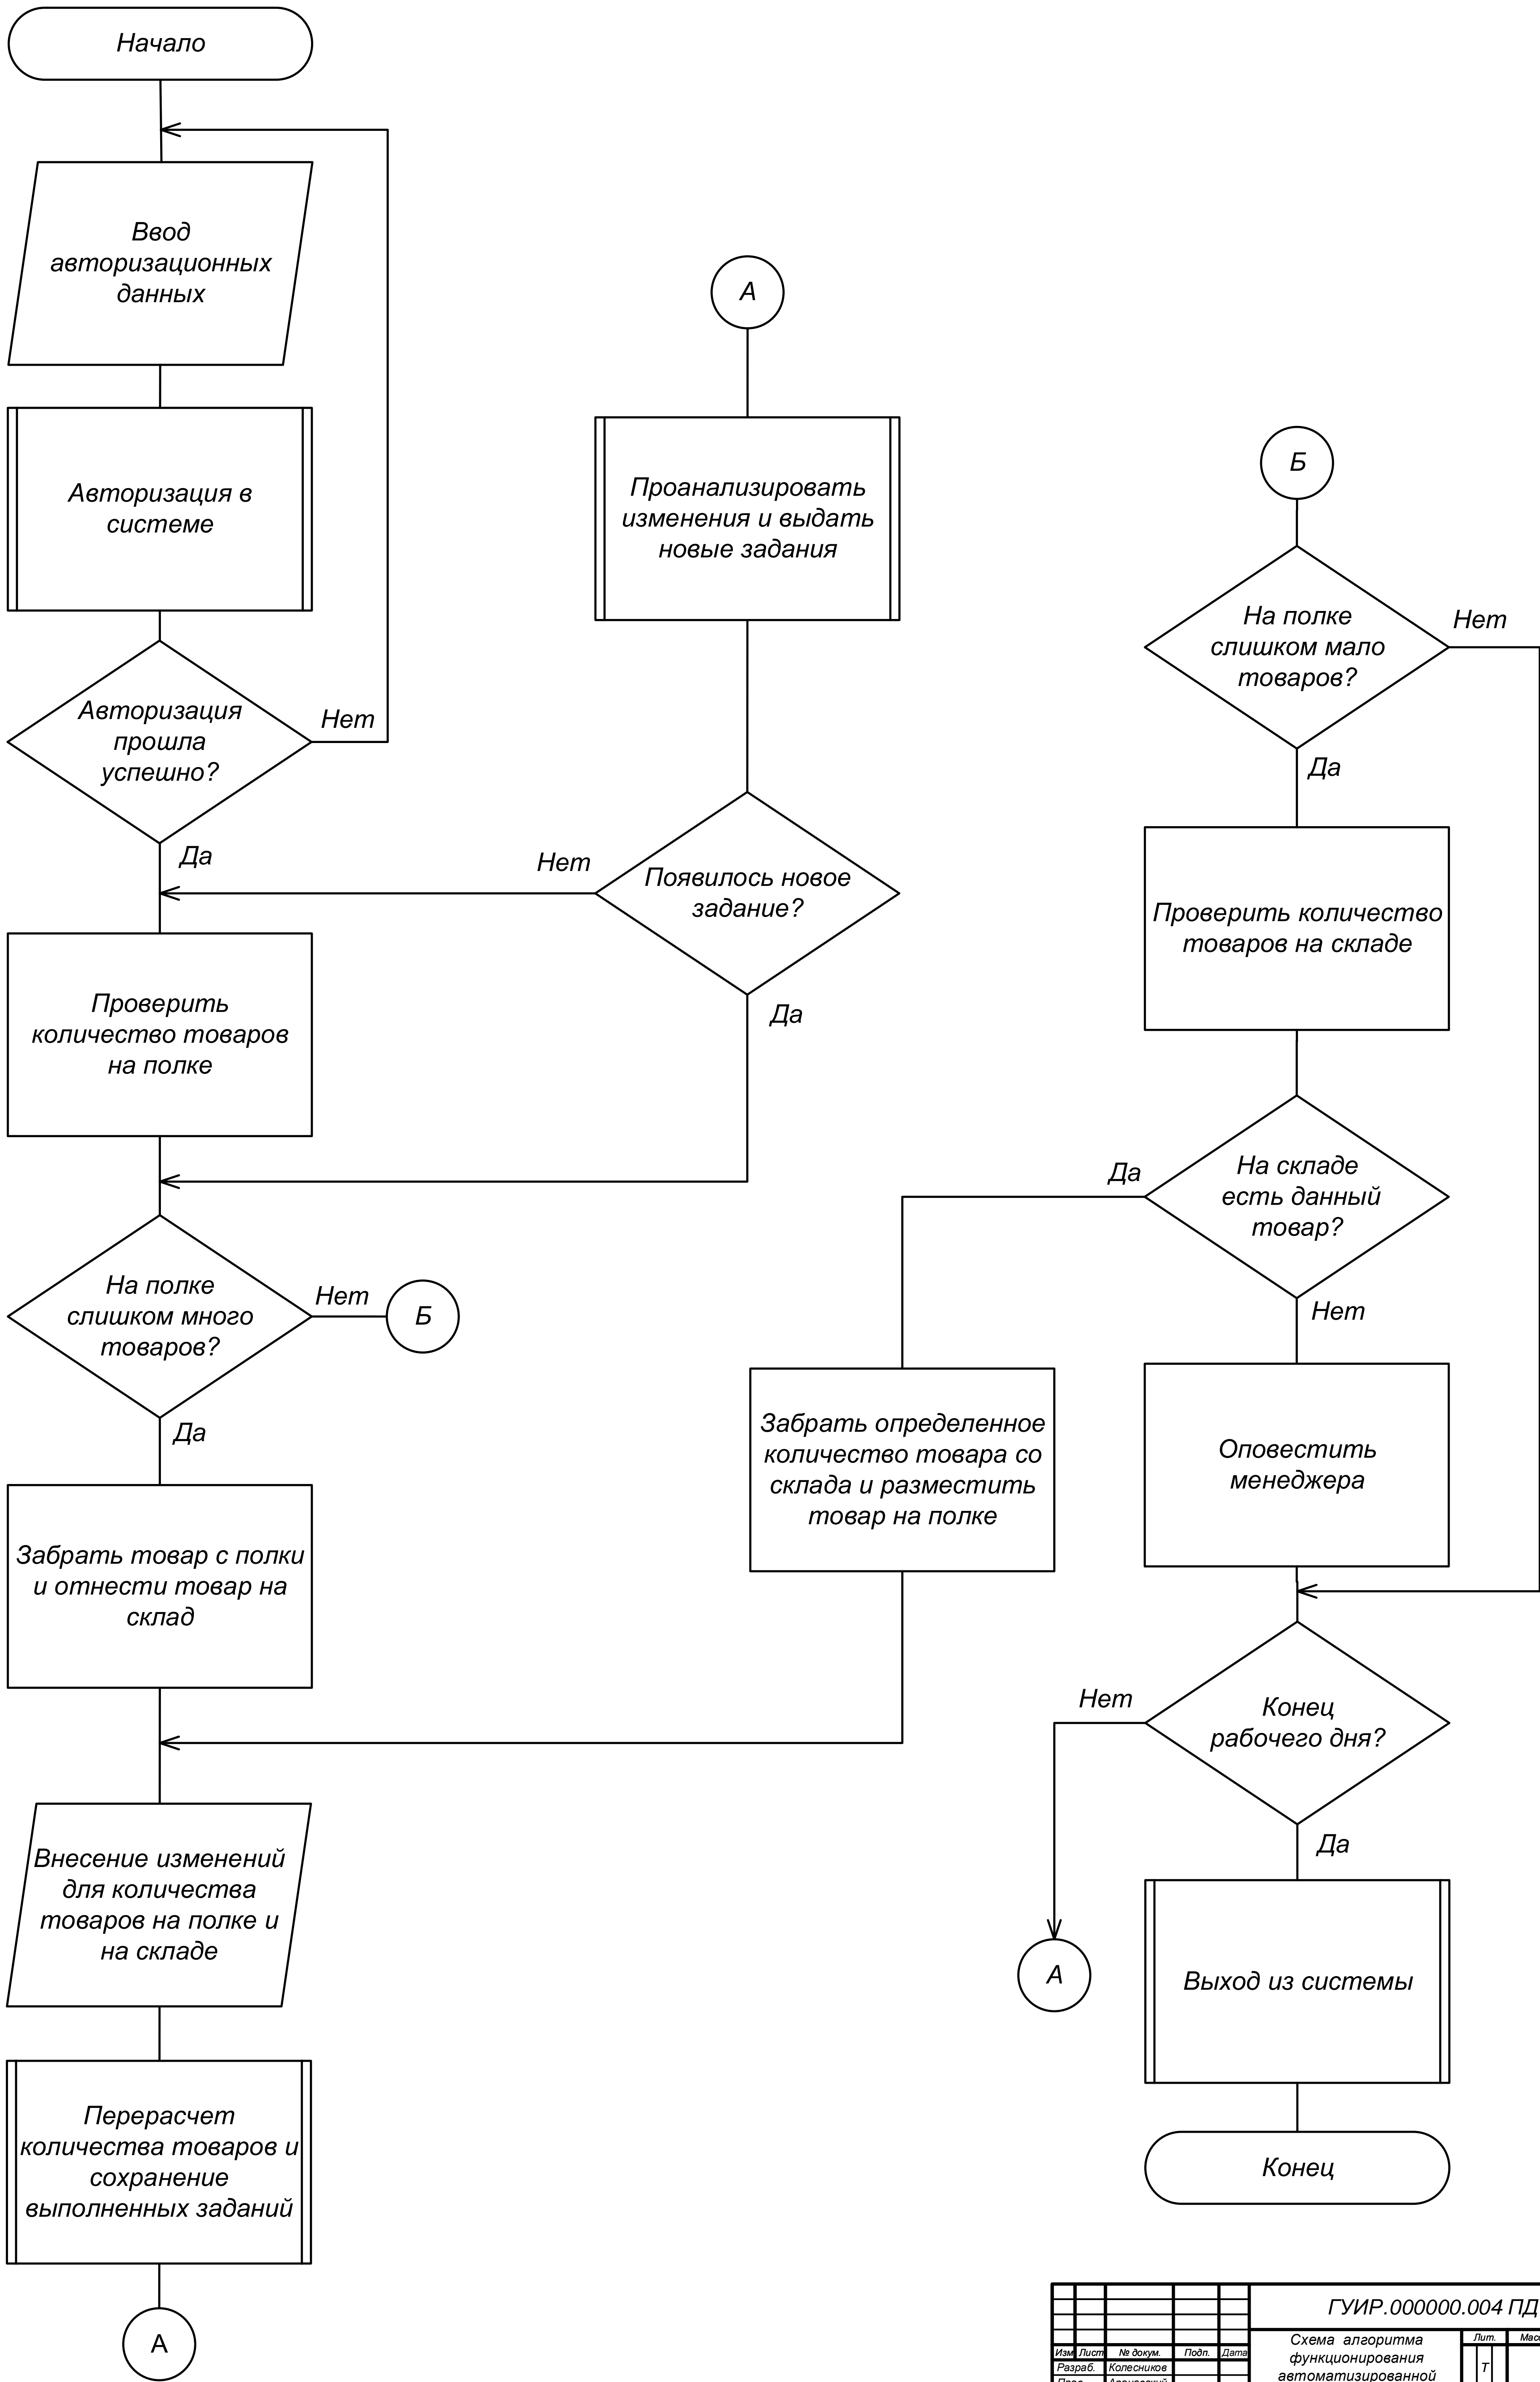 Начало
Ввод
авторизационных
данных
Авторизация в
системе
Авторизация
прошла
успешно?
Нет
Да
Проверить
количество товаров
на полке
На полке
слишком много
товаров?
Нет
Б
Да
Забрать товар с полки
и отнести товар на
склад
Внесение изменений
для количества
товаров на полке и
на складе
Перерасчет
количества товаров и
сохранение
выполненных заданий
А
А
Проанализировать
изменения и выдать
новые задания
Появилось новое
задание?
Нет
Да
Забрать определенное
количество товара со
склада и разместить
товар на полке
Б
На полке
слишком мало
товаров?
Нет
Да
Проверить количество
товаров на складе
На складе
есть данный
товар?
Да
Нет
Оповестить
менеджера
Конец
рабочего дня?
Нет
А
Да
Выход из системы
Конец
ГУИР.000000.004 ПД
Схема алгоритма
функционирования
автоматизированной
Лит.
Т
Изм Лист № докум. Подп. Дата
Разраб. Колесников